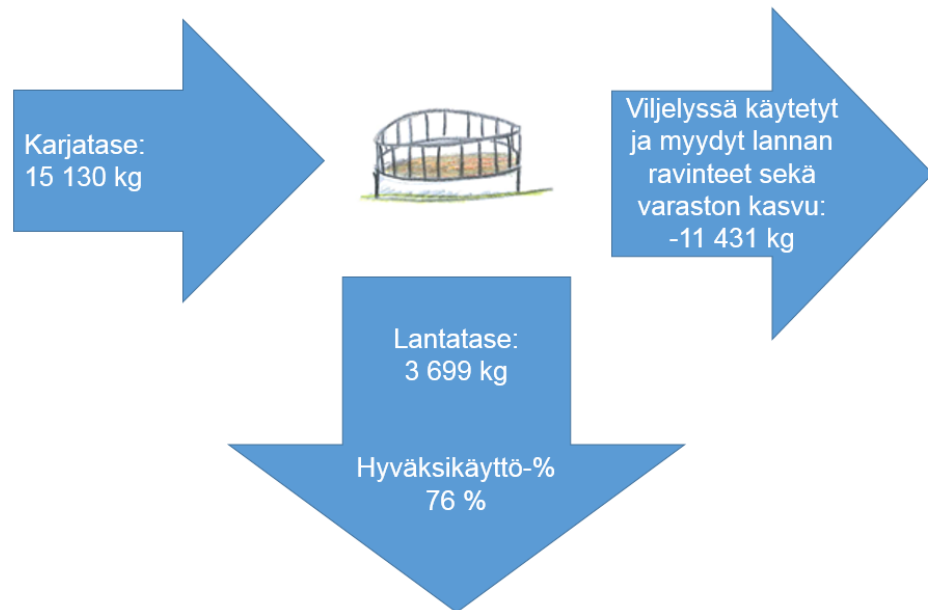 Karjatase:
15 130 kg
Viljelyssä käytetyt
ja myydyt lannan
ravinteet sekä
varaston kasvu:
-11 431 kg
Lantatase:
3 699 kg
Hyväksikäyttö-%
76 %